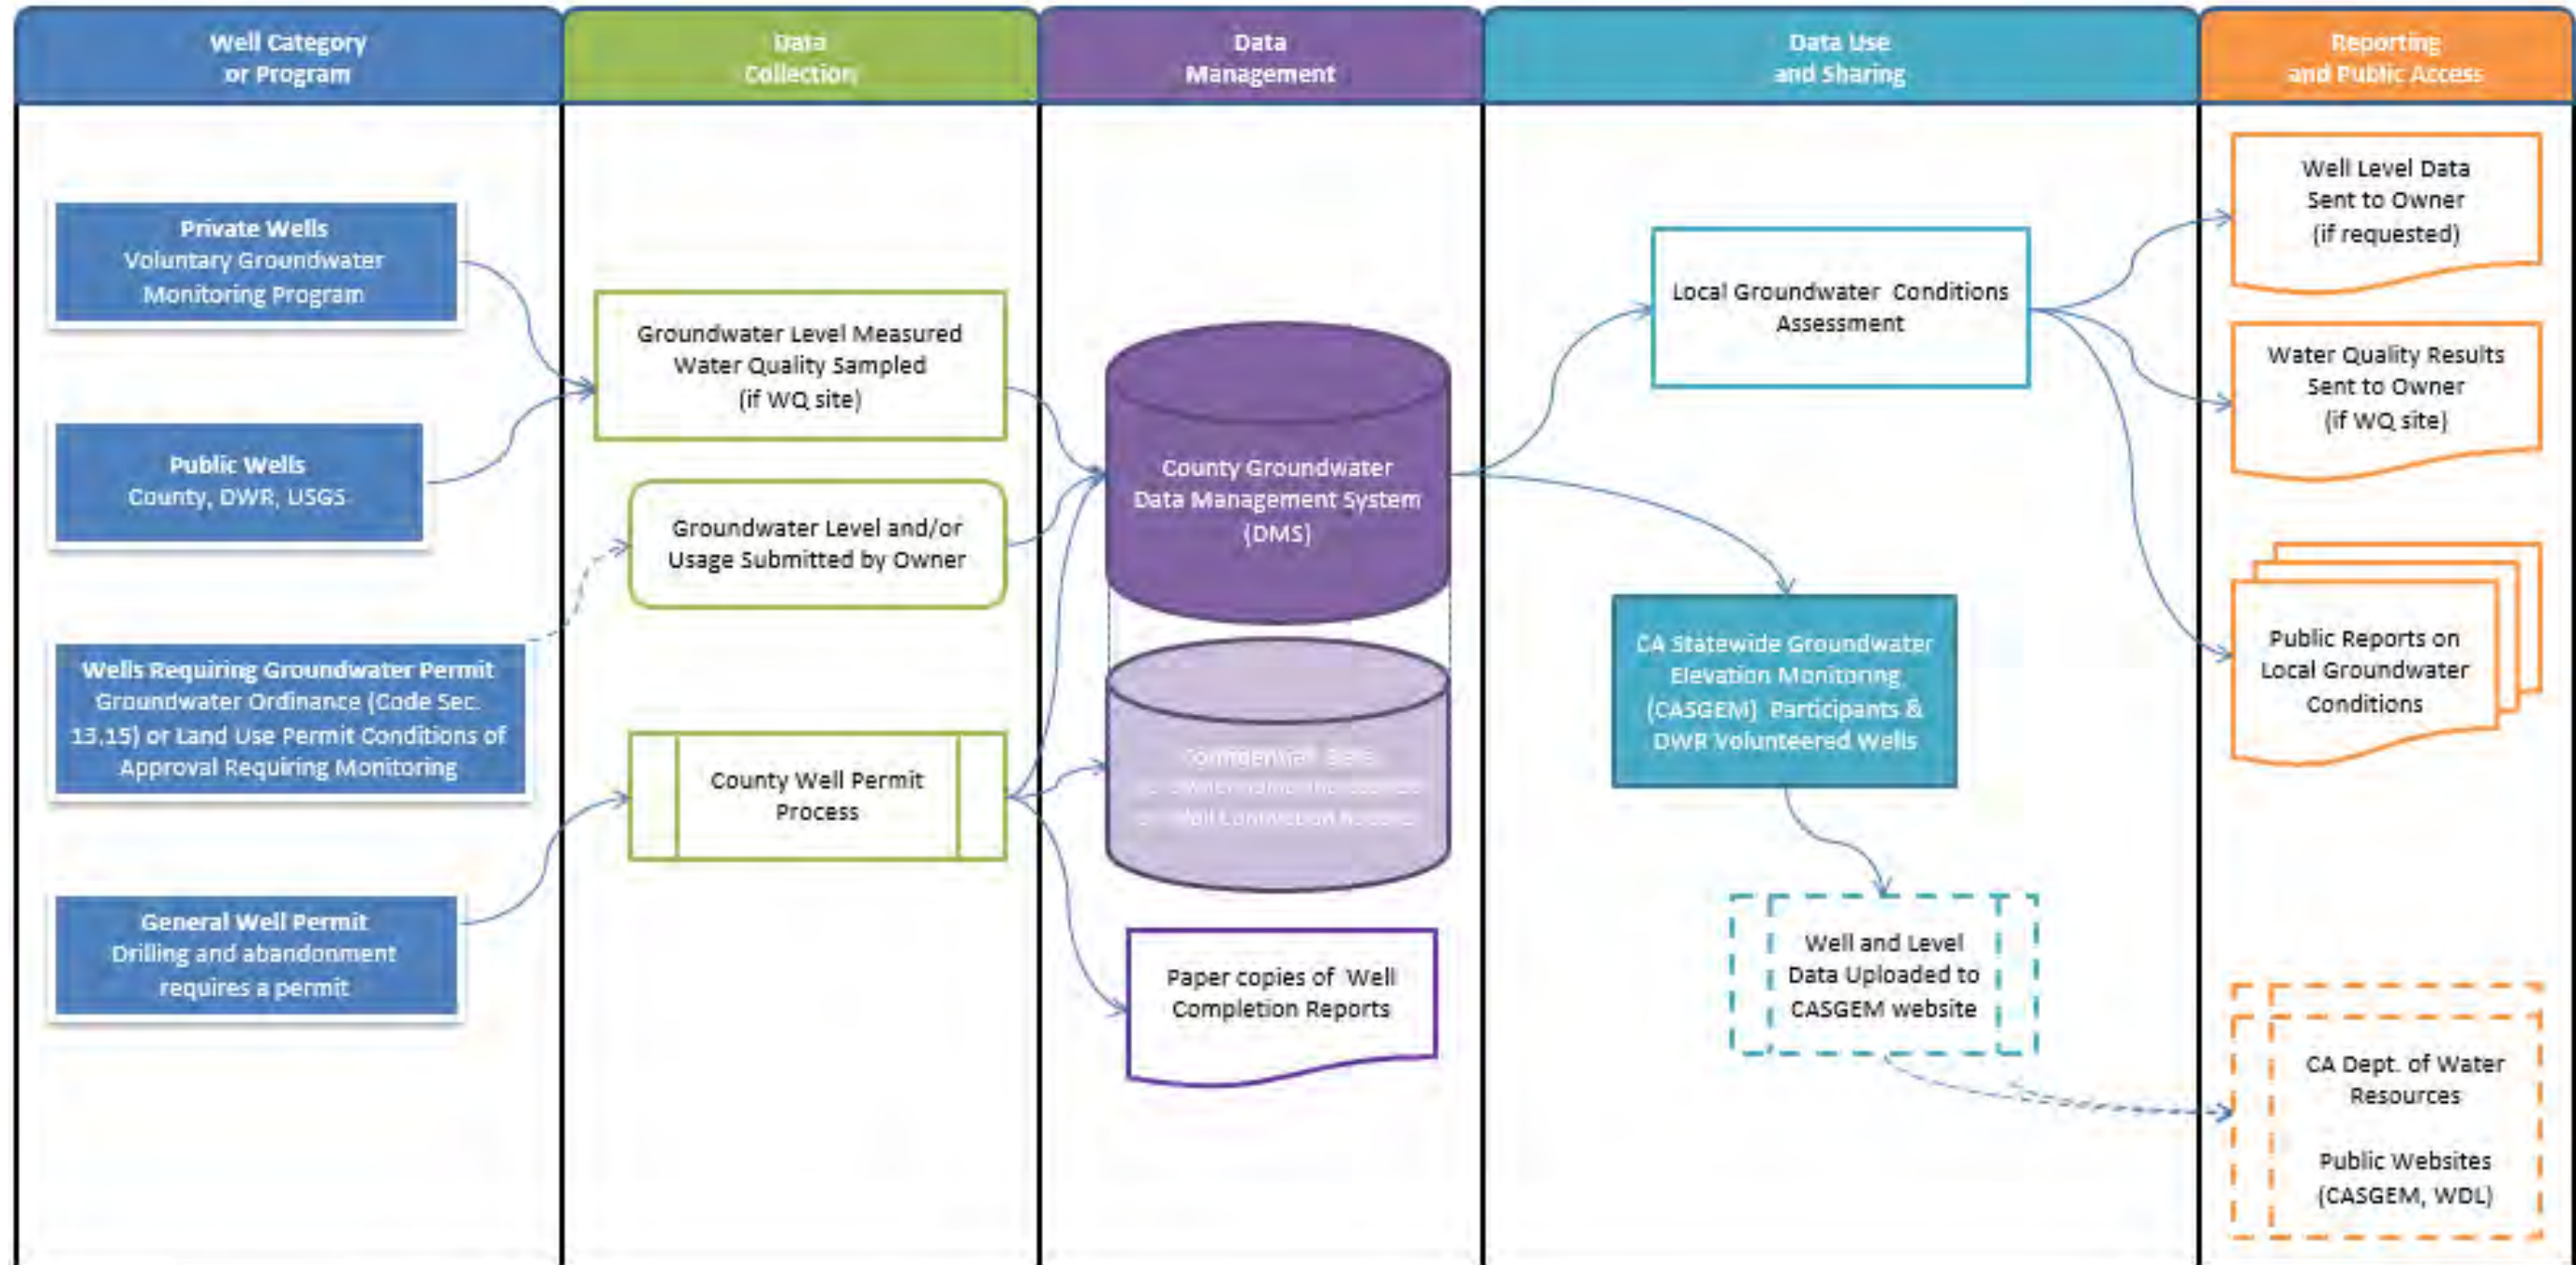 Well Category
or Program
Data
Collection
Data
Management
Data Use
and Sharing
Reporting
and Public Access
Private Wells
Voluntary Groundwater
Monitoring Program
Public Wells
County, DWR, USGS
Wells Requiring Groundwater Permit
Groundwater Ordinance (Code Sec.
13,15) or Land Use Permit Conditions of
Approval Requiring Monitoring
General Well Permit
Drilling and abandonment
requires a permit
Groundwater Level Measured
Water Quality Sampled
(if WQ site)
Groundwater Level and/or
Usage Submitted by Owner
County Well Permit
Process
County Groundwater
Data Management System
(DMS)
Confidential Data
Paper copies of Well
Completion Reports
Local Groundwater Conditions
Assessment
CA Statewide Groundwater
Elevation Monitoring
(CASGEM) Participants &
DWR Volunteered Wells
Well and Level
Data Uploaded to
CASGEM website
Well Level Data
Sent to Owner
(if requested)
Water Quality Results
Sent to Owner
(if WQ site)
Public Reports on
Local Groundwater
Conditions
CA Dept. of Water
Resources
Public Websites
(CASGEM, WDL)